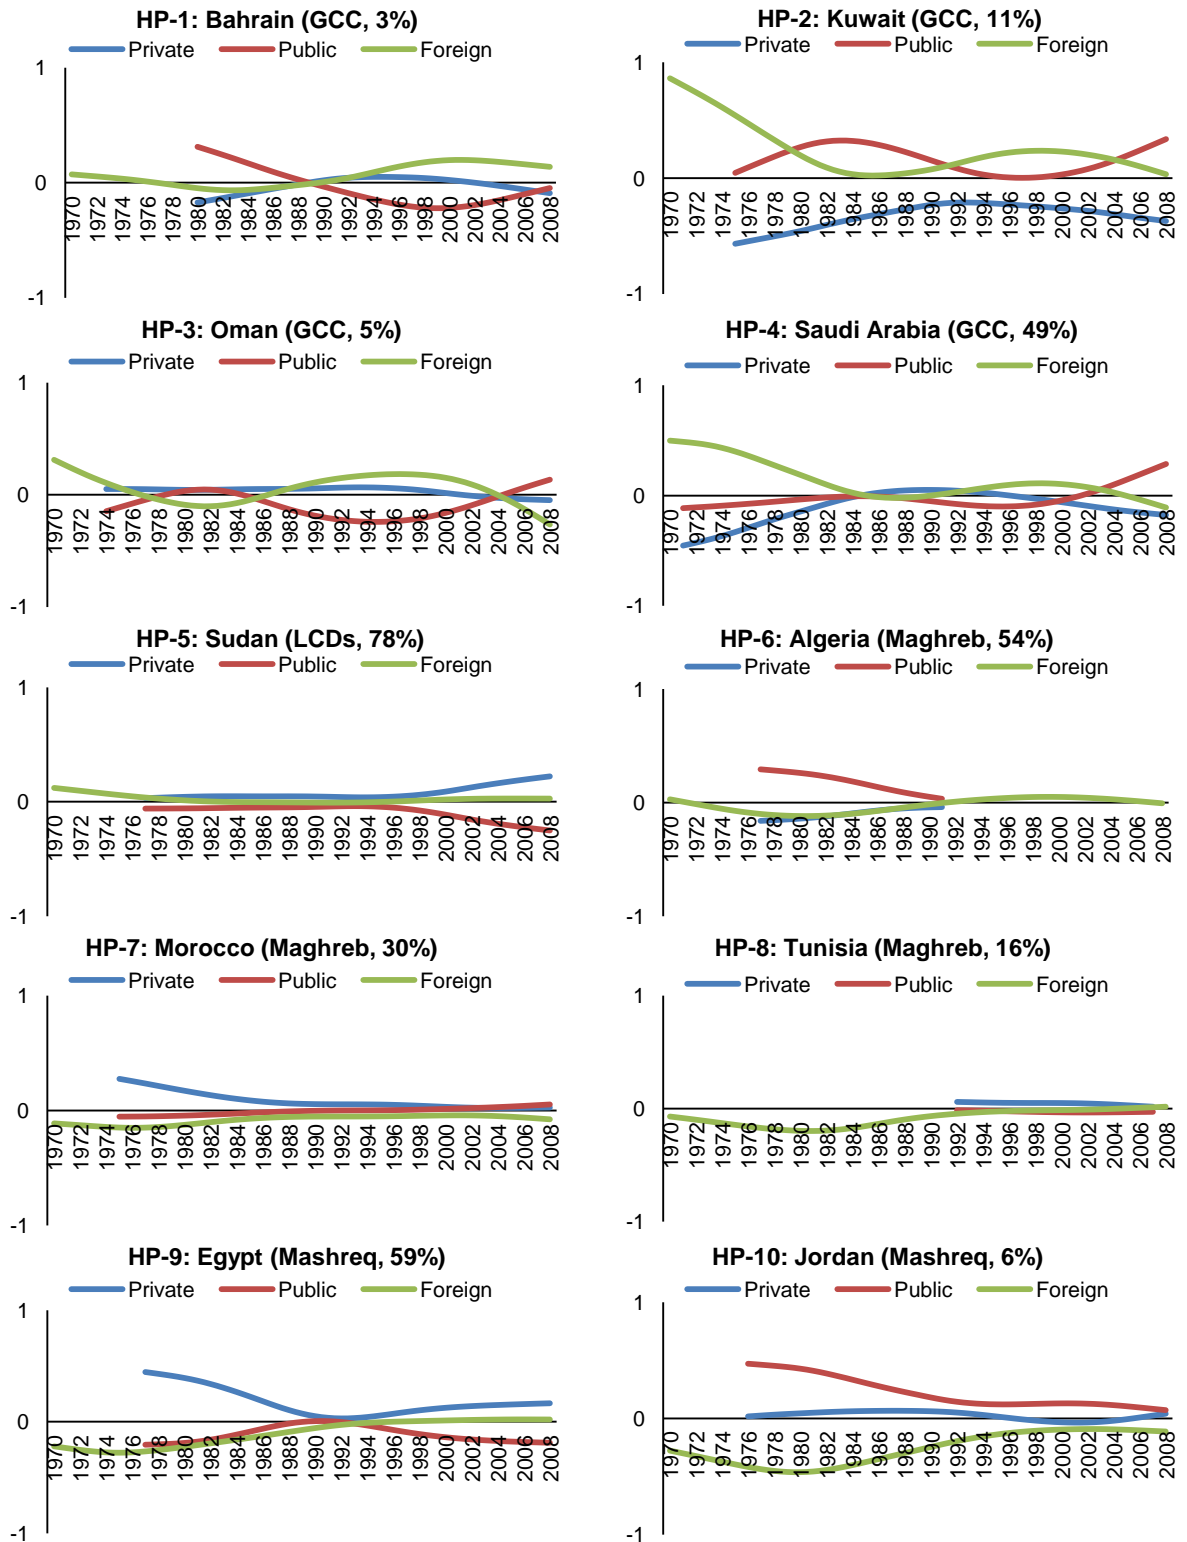 HP-1: Bahrain (GCC, 3%)
Private Public Foreign
1
0
-1
1970 1972 1974 1976 1978 1980 1982 1984 1986 1988 1990 1992 1994 1996 1998 2000 2002 2004 2006 2008
HP-2: Kuwait (GCC, 11%)
Private Public Foreign
1
0
-1
1970 1972 1974 1976 1978 1980 1982 1984 1986 1988 1990 1992 1994 1996 1998 2000 2002 2004 2006 2008
HP-3: Oman (GCC, 5%)
Private Public Foreign
1
0
-1
1970 1972 1974 1976 1978 1980 1982 1984 1986 1988 1990 1992 1994 1996 1998 2000 2002 2004 2006 2008
HP-4: Saudi Arabia (GCC, 49%)
Private Public Foreign
1
0
-1
1970 1972 1974 1976 1978 1980 1982 1984 1986 1988 1990 1992 1994 1996 1998 2000 2002 2004 2006 2008
HP-5: Sudan (LCDs, 78%)
Private Public Foreign
1
0
-1
1970 1972 1974 1976 1978 1980 1982 1984 1986 1988 1990 1992 1994 1996 1998 2000 2002 2004 2006 2008
HP-6: Algeria (Maghreb, 54%)
Private Public Foreign
1
0
-1
1970 1972 1974 1976 1978 1980 1982 1984 1986 1988 1990 1992 1994 1996 1998 2000 2002 2004 2006 2008
HP-7: Morocco (Maghreb, 30%)
Private Public Foreign
1
0
-1
1970 1972 1974 1976 1978 1980 1982 1984 1986 1988 1990 1992 1994 1996 1998 2000 2002 2004 2006 2008
HP-8: Tunisia (Maghreb, 16%)
Private Public Foreign
1
0
-1
1970 1972 1974 1976 1978 1980 1982 1984 1986 1988 1990 1992 1994 1996 1998 2000 2002 2004 2006 2008
HP-9: Egypt (Mashreq, 59%)
Private Public Foreign
1
0
-1
1970 1972 1974 1976 1978 1980 1982 1984 1986 1988 1990 1992 1994 1996 1998 2000 2002 2004 2006 2008
HP-10: Jordan (Mashreq, 6%)
Private Public Foreign
1
0
-1
1970 1972 1974 1976 1978 1980 1982 1984 1986 1988 1990 1992 1994 1996 1998 2000 2002 2004 2006 2008